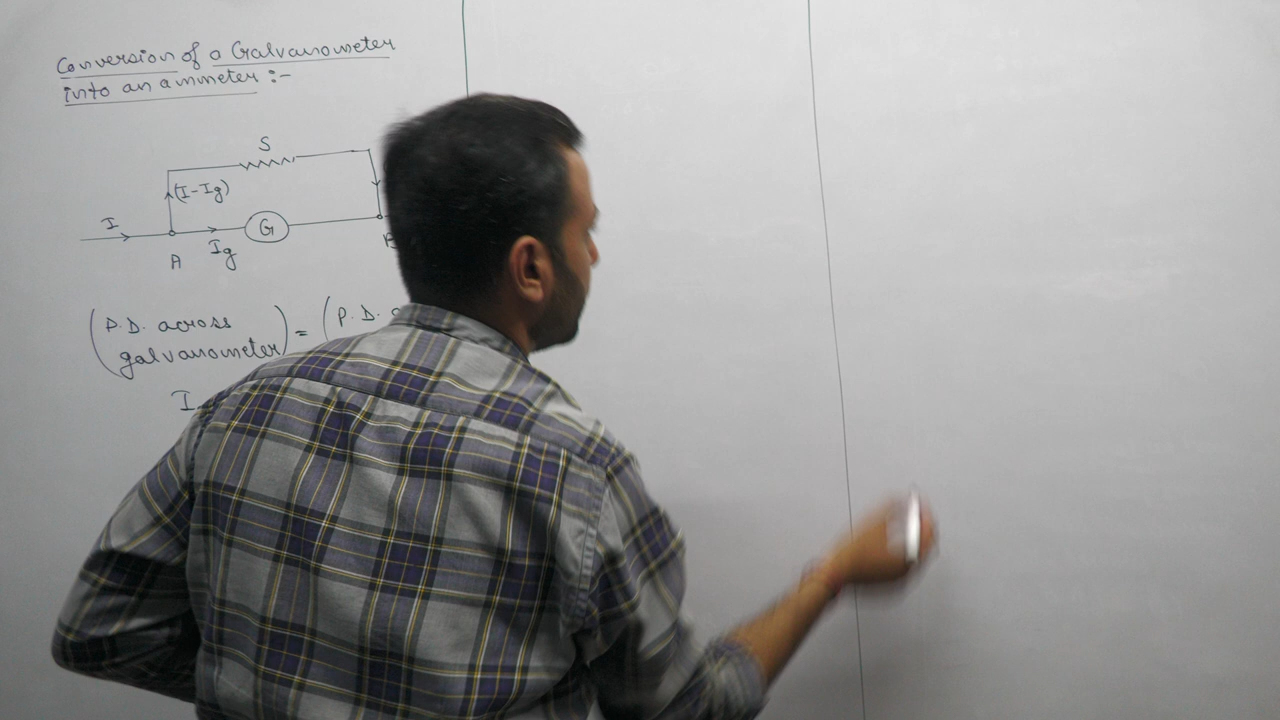 Conversion of a Galvanometer
into an ammeter :-
S
(I-Ig)
I
G
A
Ig
(P.D. across galvanometer) = (P.D.
I